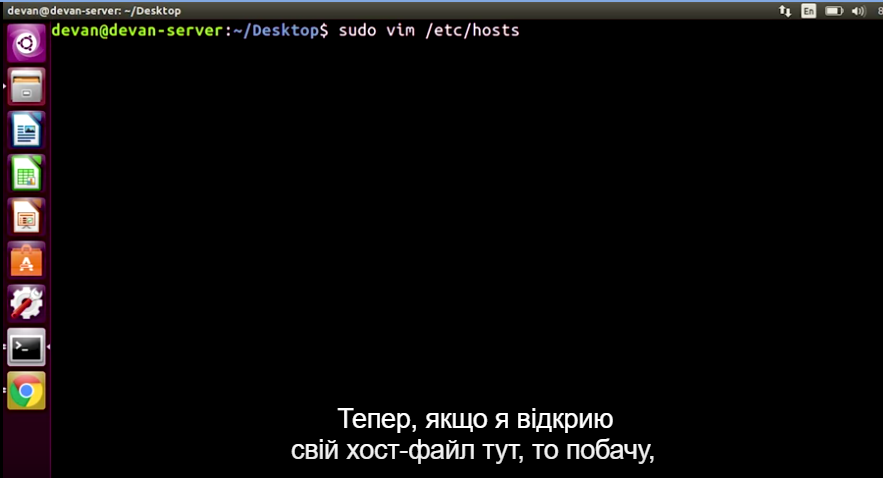 devan@devan-server: ~/Desktop
En
8
devan@devan-server:~/Desktop$ sudo vim /etc/hosts
Тепер, якщо я відкрию
свій хост-файл тут, то побачу,